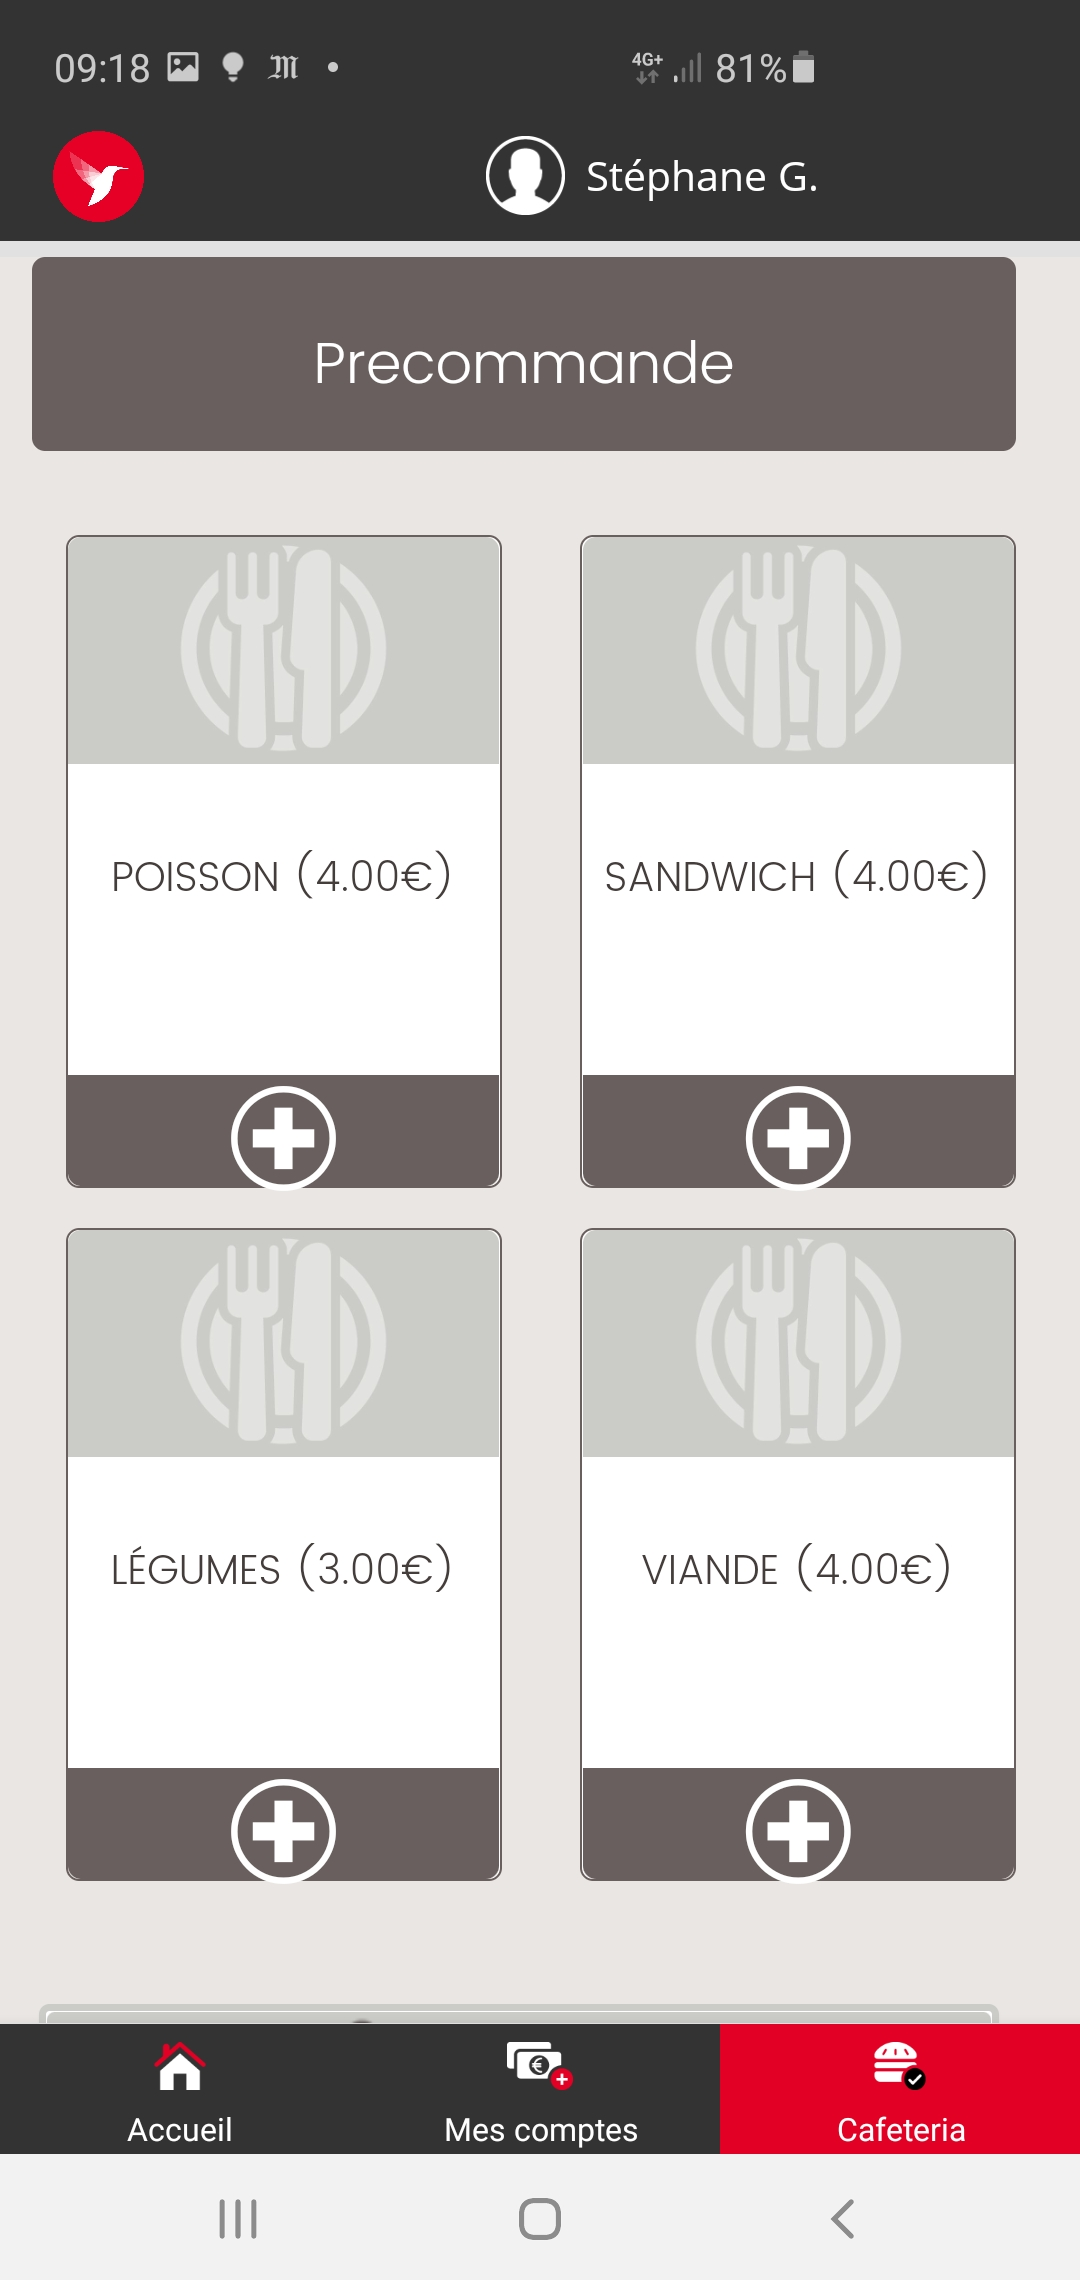 09:18 𝔐 • 4G+ 81%
Stéphane G.
Precommande
POISSON (4.00€) SANDWICH (4.00€)
LÉGUMES (3.00€) VIANDE (4.00€)
Accueil Mes comptes Cafeteria